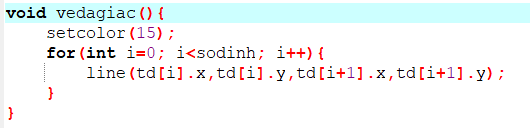 void vedagiac(){
    setcolor(15);
    for(int i=0; i<sodinh; i++){
        line(td[i].x,td[i].y,td[i+1].x,td[i+1].y);
    }
}